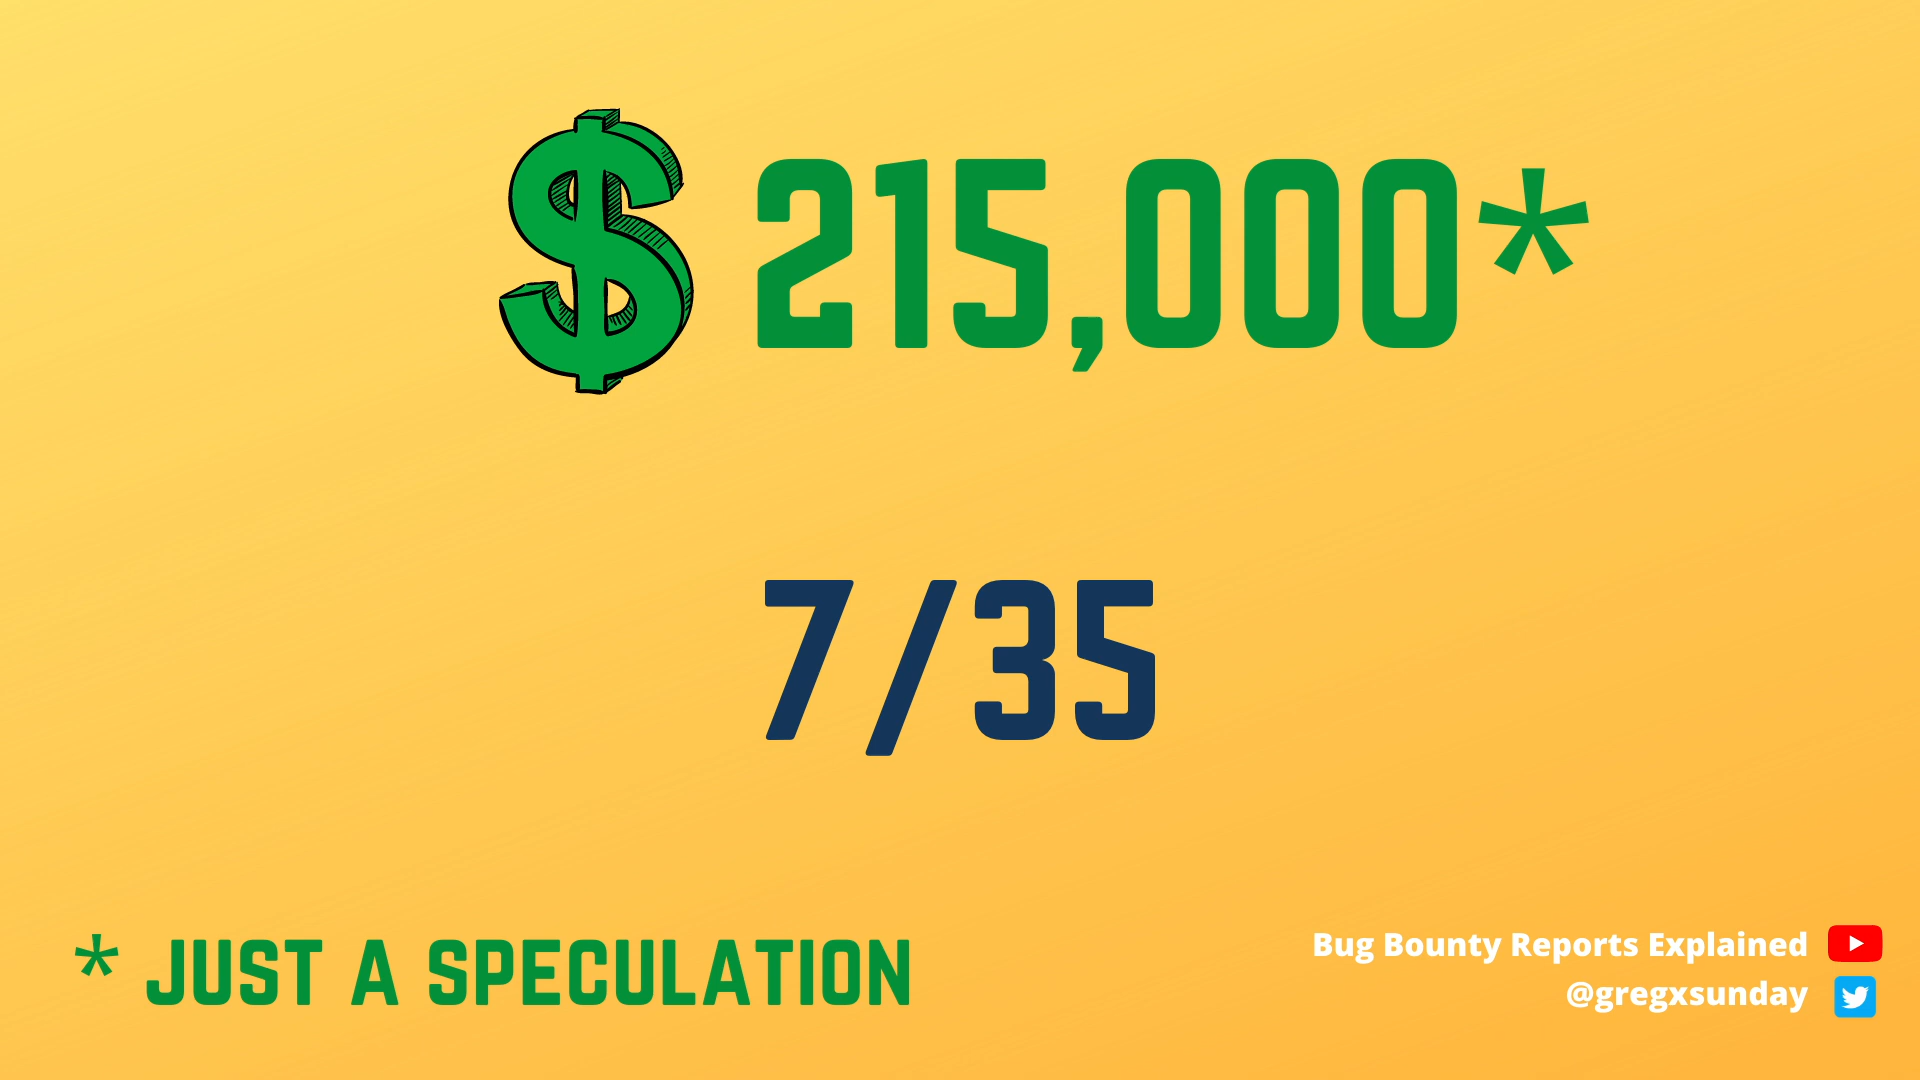 $ 215,000*
7/35
* JUST A SPECULATION
Bug Bounty Reports Explained
@gregxsunday